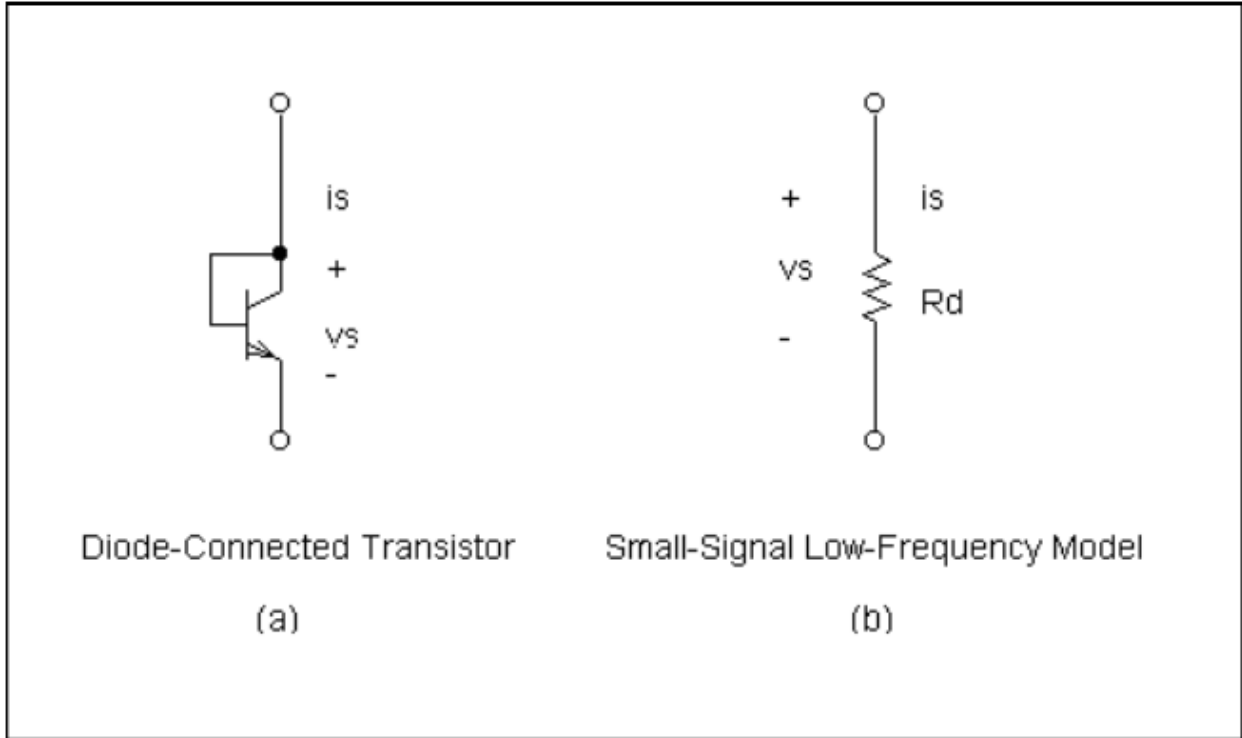 is
+
vs
-
+
is
vs
Rd
-
Diode-Connected Transistor
Small-Signal Low-Frequency Model
(a)
(b)